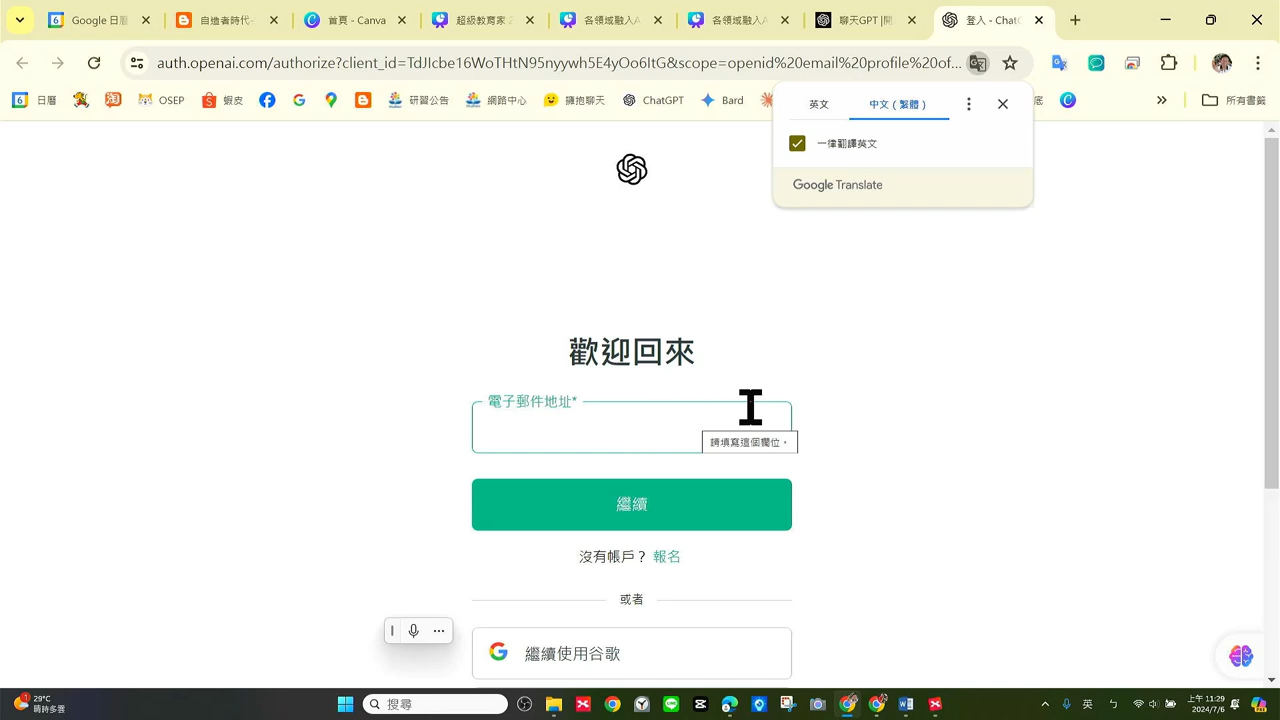 Google 日曆
自造者時代-
首頁 - Canva
超級教育家
各領域融入A
各領域融入A
聊天GPT |開
登入 - ChatG
auth.openai.com/authorize?client_id=TdJIcbe16WoTHtN95nyywh5E4yOo6ItG&scope=openid%20email%20profile%20of...
日曆
淘
OSEP
蝦皮
研習公告
網路中心
擁抱聊天
ChatGPT
Bard
所有書籤
英文
中文 ( 繁體 )
一律翻譯英文
Google Translate
歡迎回來
電子郵件地址*
請填寫這個欄位。
繼續
沒有帳戶？ 報名
或者
繼續使用谷歌
29°C
晴時多雲
搜尋
英
上午 11:29
2024/7/6